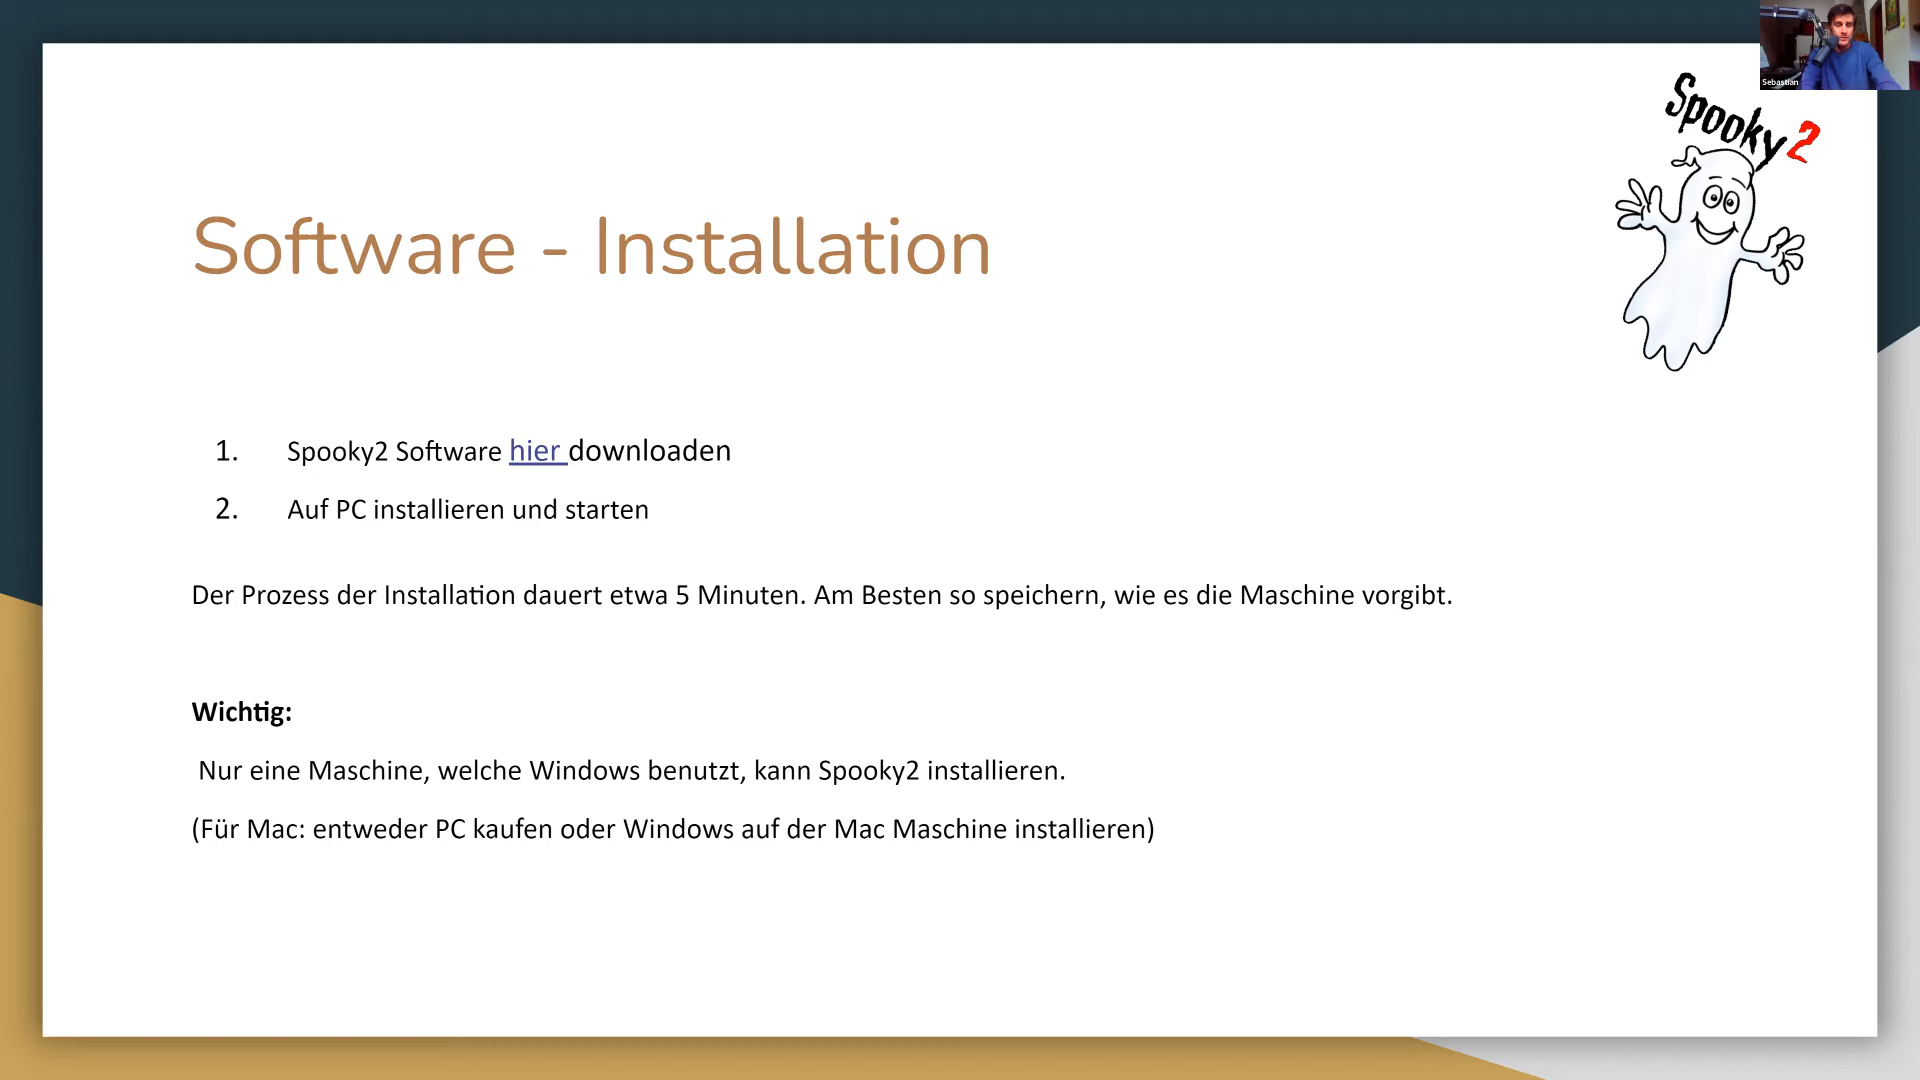 Sebastian
Spooky2
Software - Installation
1. Spooky2 Software hier downloaden
2. Auf PC installieren und starten
Der Prozess der Installation dauert etwa 5 Minuten. Am Besten so speichern, wie es die Maschine vorgibt.
Wichtig:
Nur eine Maschine, welche Windows benutzt, kann Spooky2 installieren.
(Für Mac: entweder PC kaufen oder Windows auf der Mac Maschine installieren)